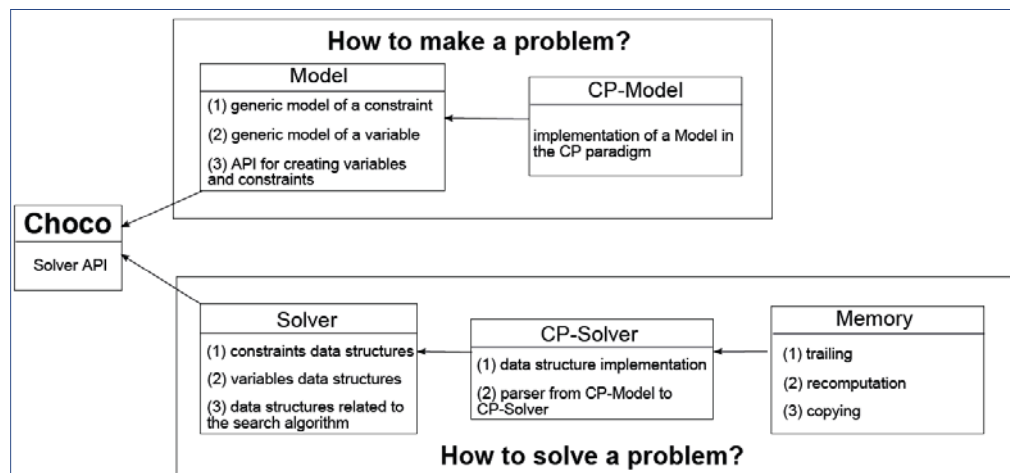 How to make a problem?
Model
(1) generic model of a constraint
(2) generic model of a variable
(3) API for creating variables
and constraints
CP-Model
implementation of a Model in
the CP paradigm
Choco
Solver API
Solver
(1) constraints data structures
(2) variables data structures
(3) data structures related to
the search algorithm
CP-Solver
(1) data structure implementation
(2) parser from CP-Model to
CP-Solver
Memory
(1) trailing
(2) recomputation
(3) copying
How to solve a problem?